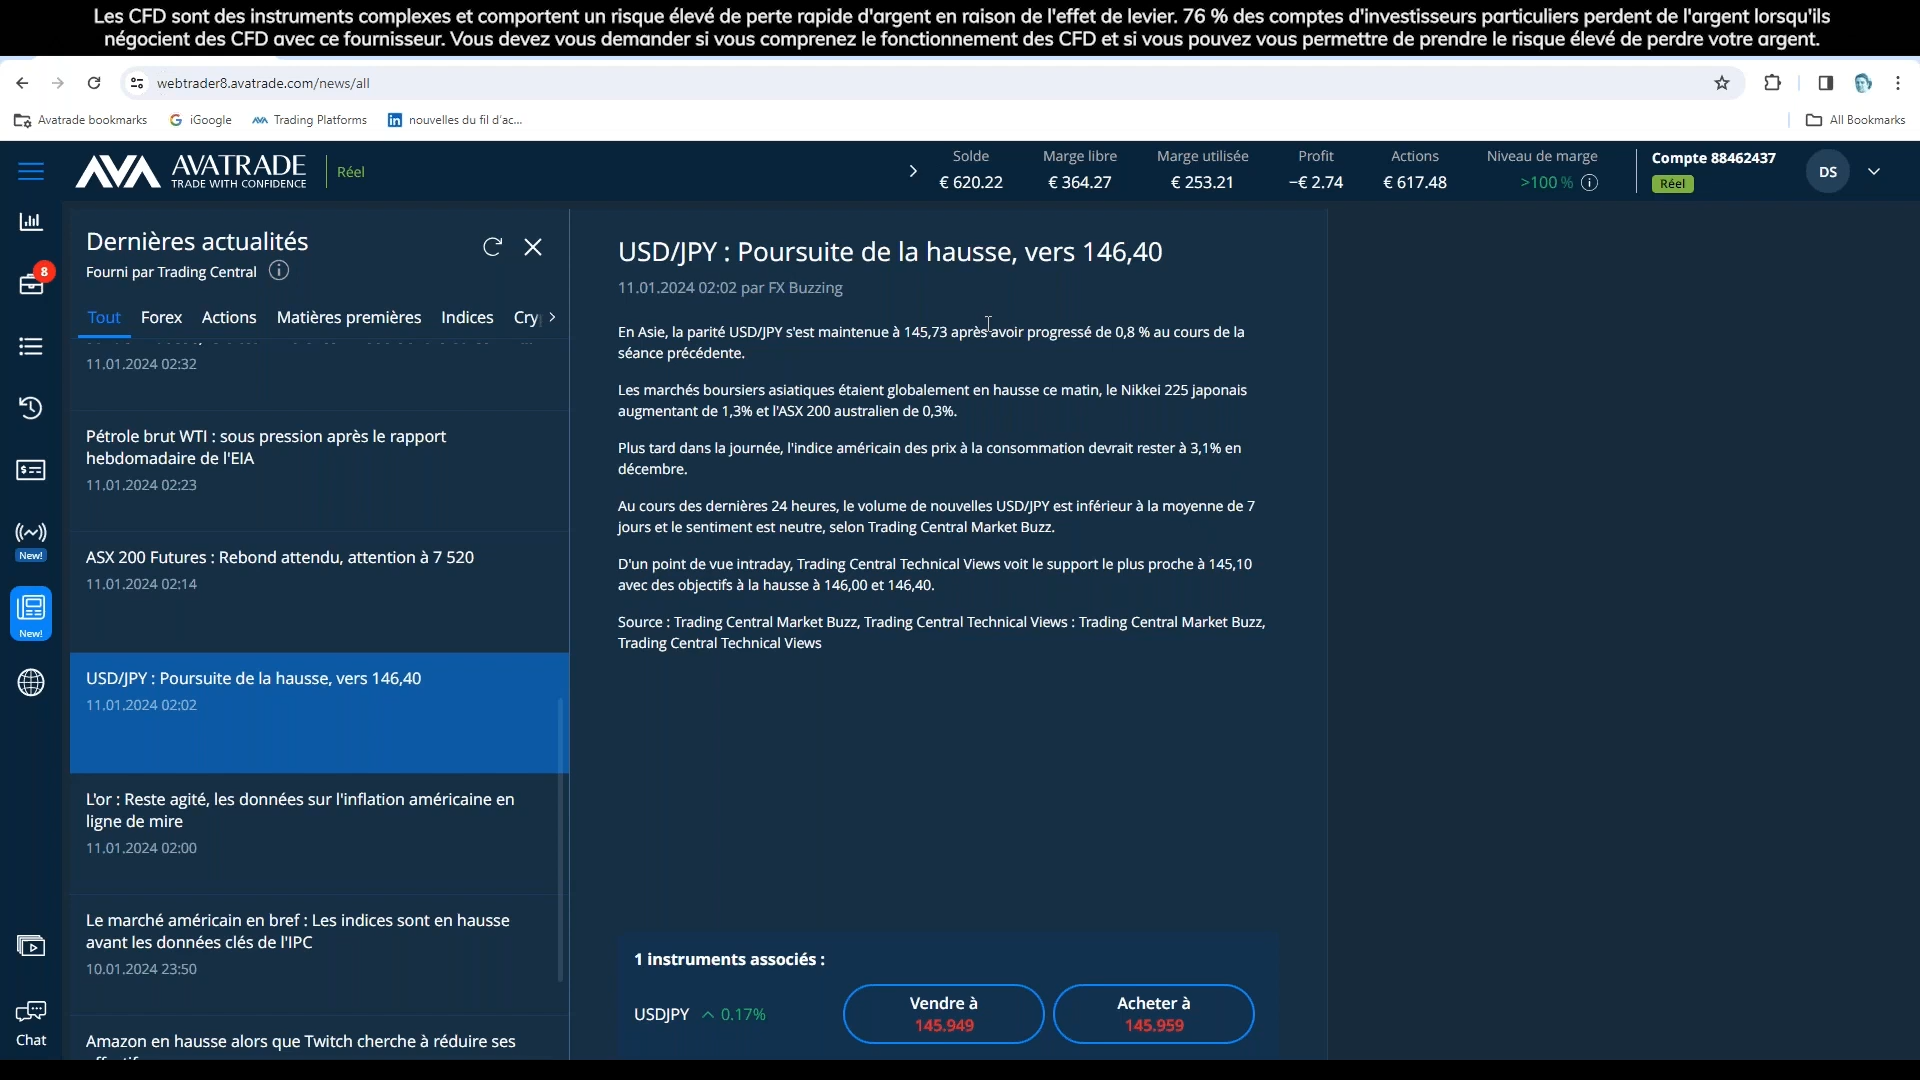 Les CFD sont des instruments complexes et comportent un risque élevé de perte rapide d'argent en raison de l'effet de levier. 76 % des comptes d'investisseurs particuliers perdent de l'argent lorsqu'ils
négocient des CFD avec ce fournisseur. Vous devez vous demander si vous comprenez le fonctionnement des CFD et si vous pouvez vous permettre de prendre le risque élevé de perdre votre argent.
webtrader8.avatrade.com/news/all
Avatrade bookmarks
iGoogle
Trading Platforms
nouvelles du fil d'ac...
All Bookmarks
AVA AVATRADE
TRADE WITH CONFIDENCE
Réel
Solde
€ 620.22
Marge libre
€ 364.27
Marge utilisée
€ 253.21
Profit
−€ 2.74
Actions
€ 617.48
Niveau de marge
>100 %
Compte 88462437
Réel
DS
8
New!
New!
Chat
Dernières actualités
Fourni par Trading Central
Tout Forex Actions Matières premières Indices Cry
11.01.2024 02:32
Pétrole brut WTI : sous pression après le rapport
hebdomadaire de l'EIA
11.01.2024 02:23
ASX 200 Futures : Rebond attendu, attention à 7 520
11.01.2024 02:14
USD/JPY : Poursuite de la hausse, vers 146,40
11.01.2024 02:02
L'or : Reste agité, les données sur l'inflation américaine en
ligne de mire
11.01.2024 02:00
Le marché américain en bref : Les indices sont en hausse
avant les données clés de l'IPC
10.01.2024 23:50
Amazon en hausse alors que Twitch cherche à réduire ses
USD/JPY : Poursuite de la hausse, vers 146,40
11.01.2024 02:02 par FX Buzzing
En Asie, la parité USD/JPY s'est maintenue à 145,73 après avoir progressé de 0,8 % au cours de la
séance précédente.
Les marchés boursiers asiatiques étaient globalement en hausse ce matin, le Nikkei 225 japonais
augmentant de 1,3% et l'ASX 200 australien de 0,3%.
Plus tard dans la journée, l'indice américain des prix à la consommation devrait rester à 3,1% en
décembre.
Au cours des dernières 24 heures, le volume de nouvelles USD/JPY est inférieur à la moyenne de 7
jours et le sentiment est neutre, selon Trading Central Market Buzz.
D'un point de vue intraday, Trading Central Technical Views voit le support le plus proche à 145,10
avec des objectifs à la hausse à 146,00 et 146,40.
Source : Trading Central Market Buzz, Trading Central Technical Views : Trading Central Market Buzz,
Trading Central Technical Views
1 instruments associés :
USDJPY 0.17%
Vendre à
145.949
Acheter à
145.959